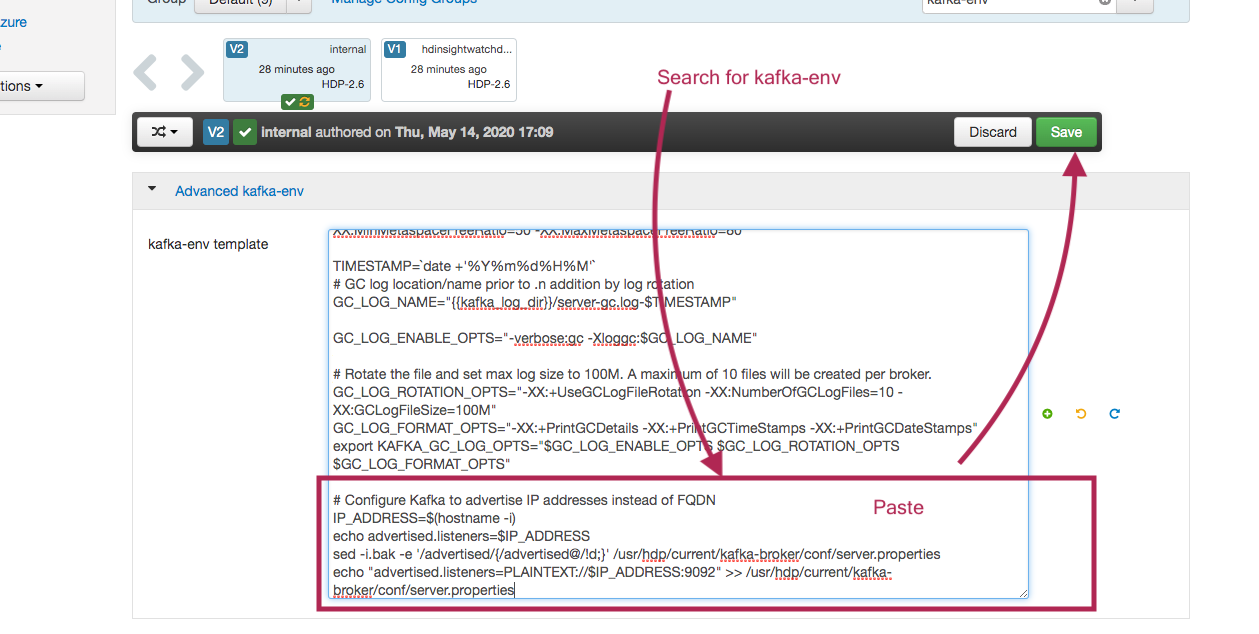 Group
Default (3)
Manage Config Groups
kafka-env
zure
tions
V2
internal
28 minutes ago
HDP-2.6
V1
hdinsightwatchd...
28 minutes ago
HDP-2.6
Search for kafka-env
V2
internal authored on Thu, May 14, 2020 17:09
Discard
Save
Advanced kafka-env
kafka-env template
XX:MinMetaspaceFreeRatio=50 -XX:MaxMetaspaceFreeRatio=80"
TIMESTAMP=`date +'%Y%m%d%H%M'`
# GC log location/name prior to .n addition by log rotation
GC_LOG_NAME="{{kafka_log_dir}}/server-gc.log-$TIMESTAMP"
GC_LOG_ENABLE_OPTS="-verbose:gc -Xloggc:$GC_LOG_NAME"
# Rotate the file and set max log size to 100M. A maximum of 10 files will be created per broker.
GC_LOG_ROTATION_OPTS="-XX:+UseGCLogFileRotation -XX:NumberOfGCLogFiles=10 -
XX:GCLogFileSize=100M"
GC_LOG_FORMAT_OPTS="-XX:+PrintGCDetails -XX:+PrintGCTimeStamps -XX:+PrintGCDateStamps"
export KAFKA_GC_LOG_OPTS="$GC_LOG_ENABLE_OPTS $GC_LOG_ROTATION_OPTS
$GC_LOG_FORMAT_OPTS"
# Configure Kafka to advertise IP addresses instead of FQDN
IP_ADDRESS=$(hostname -i)
echo advertised.listeners=$IP_ADDRESS
sed -i.bak -e '/advertised/{/advertised@/!d;}' /usr/hdp/current/kafka-broker/conf/server.properties
echo "advertised.listeners=PLAINTEXT://$IP_ADDRESS:9092" >> /usr/hdp/current/kafka-
broker/conf/server.properties
Paste